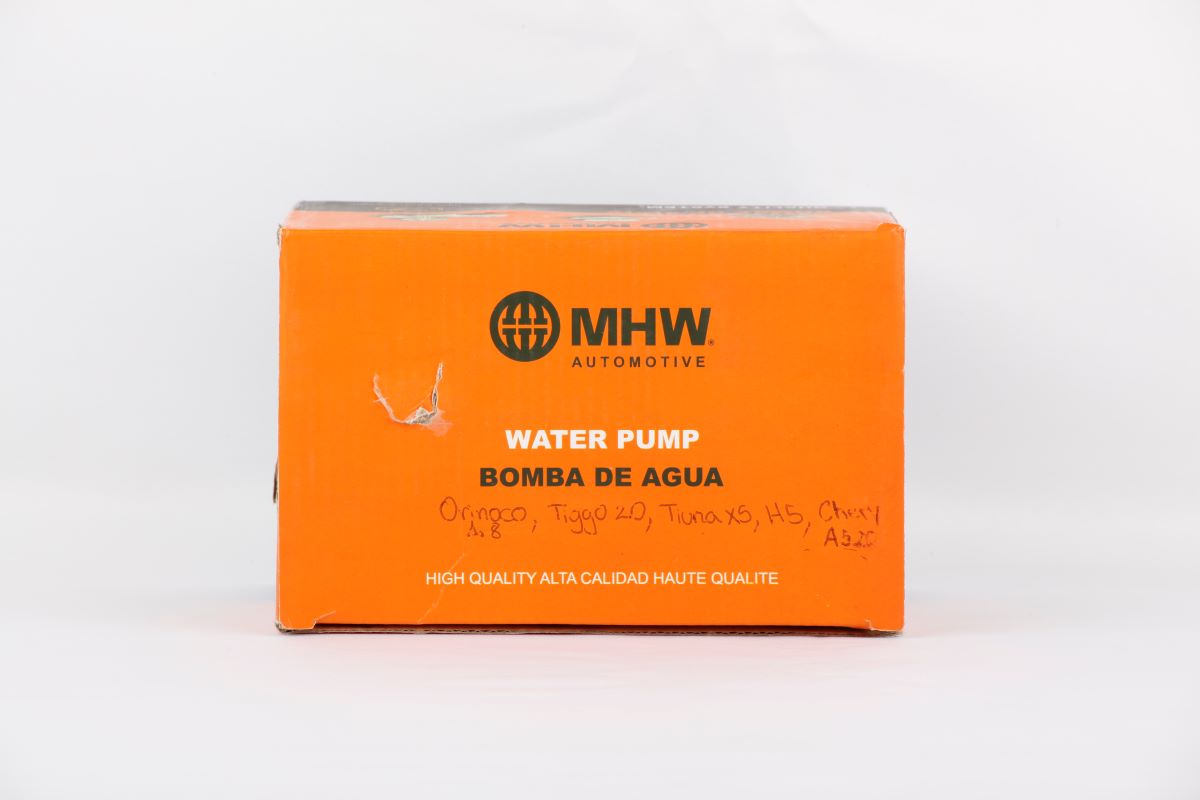 MHW
AUTOMOTIVE
WATER PUMP
BOMBA DE AGUA
Orinoco, Tiggo 2.0, Tiuna X5, H5, Chery
1.8 A520
HIGH QUALITY ALTA CALIDAD HAUTE QUALITE